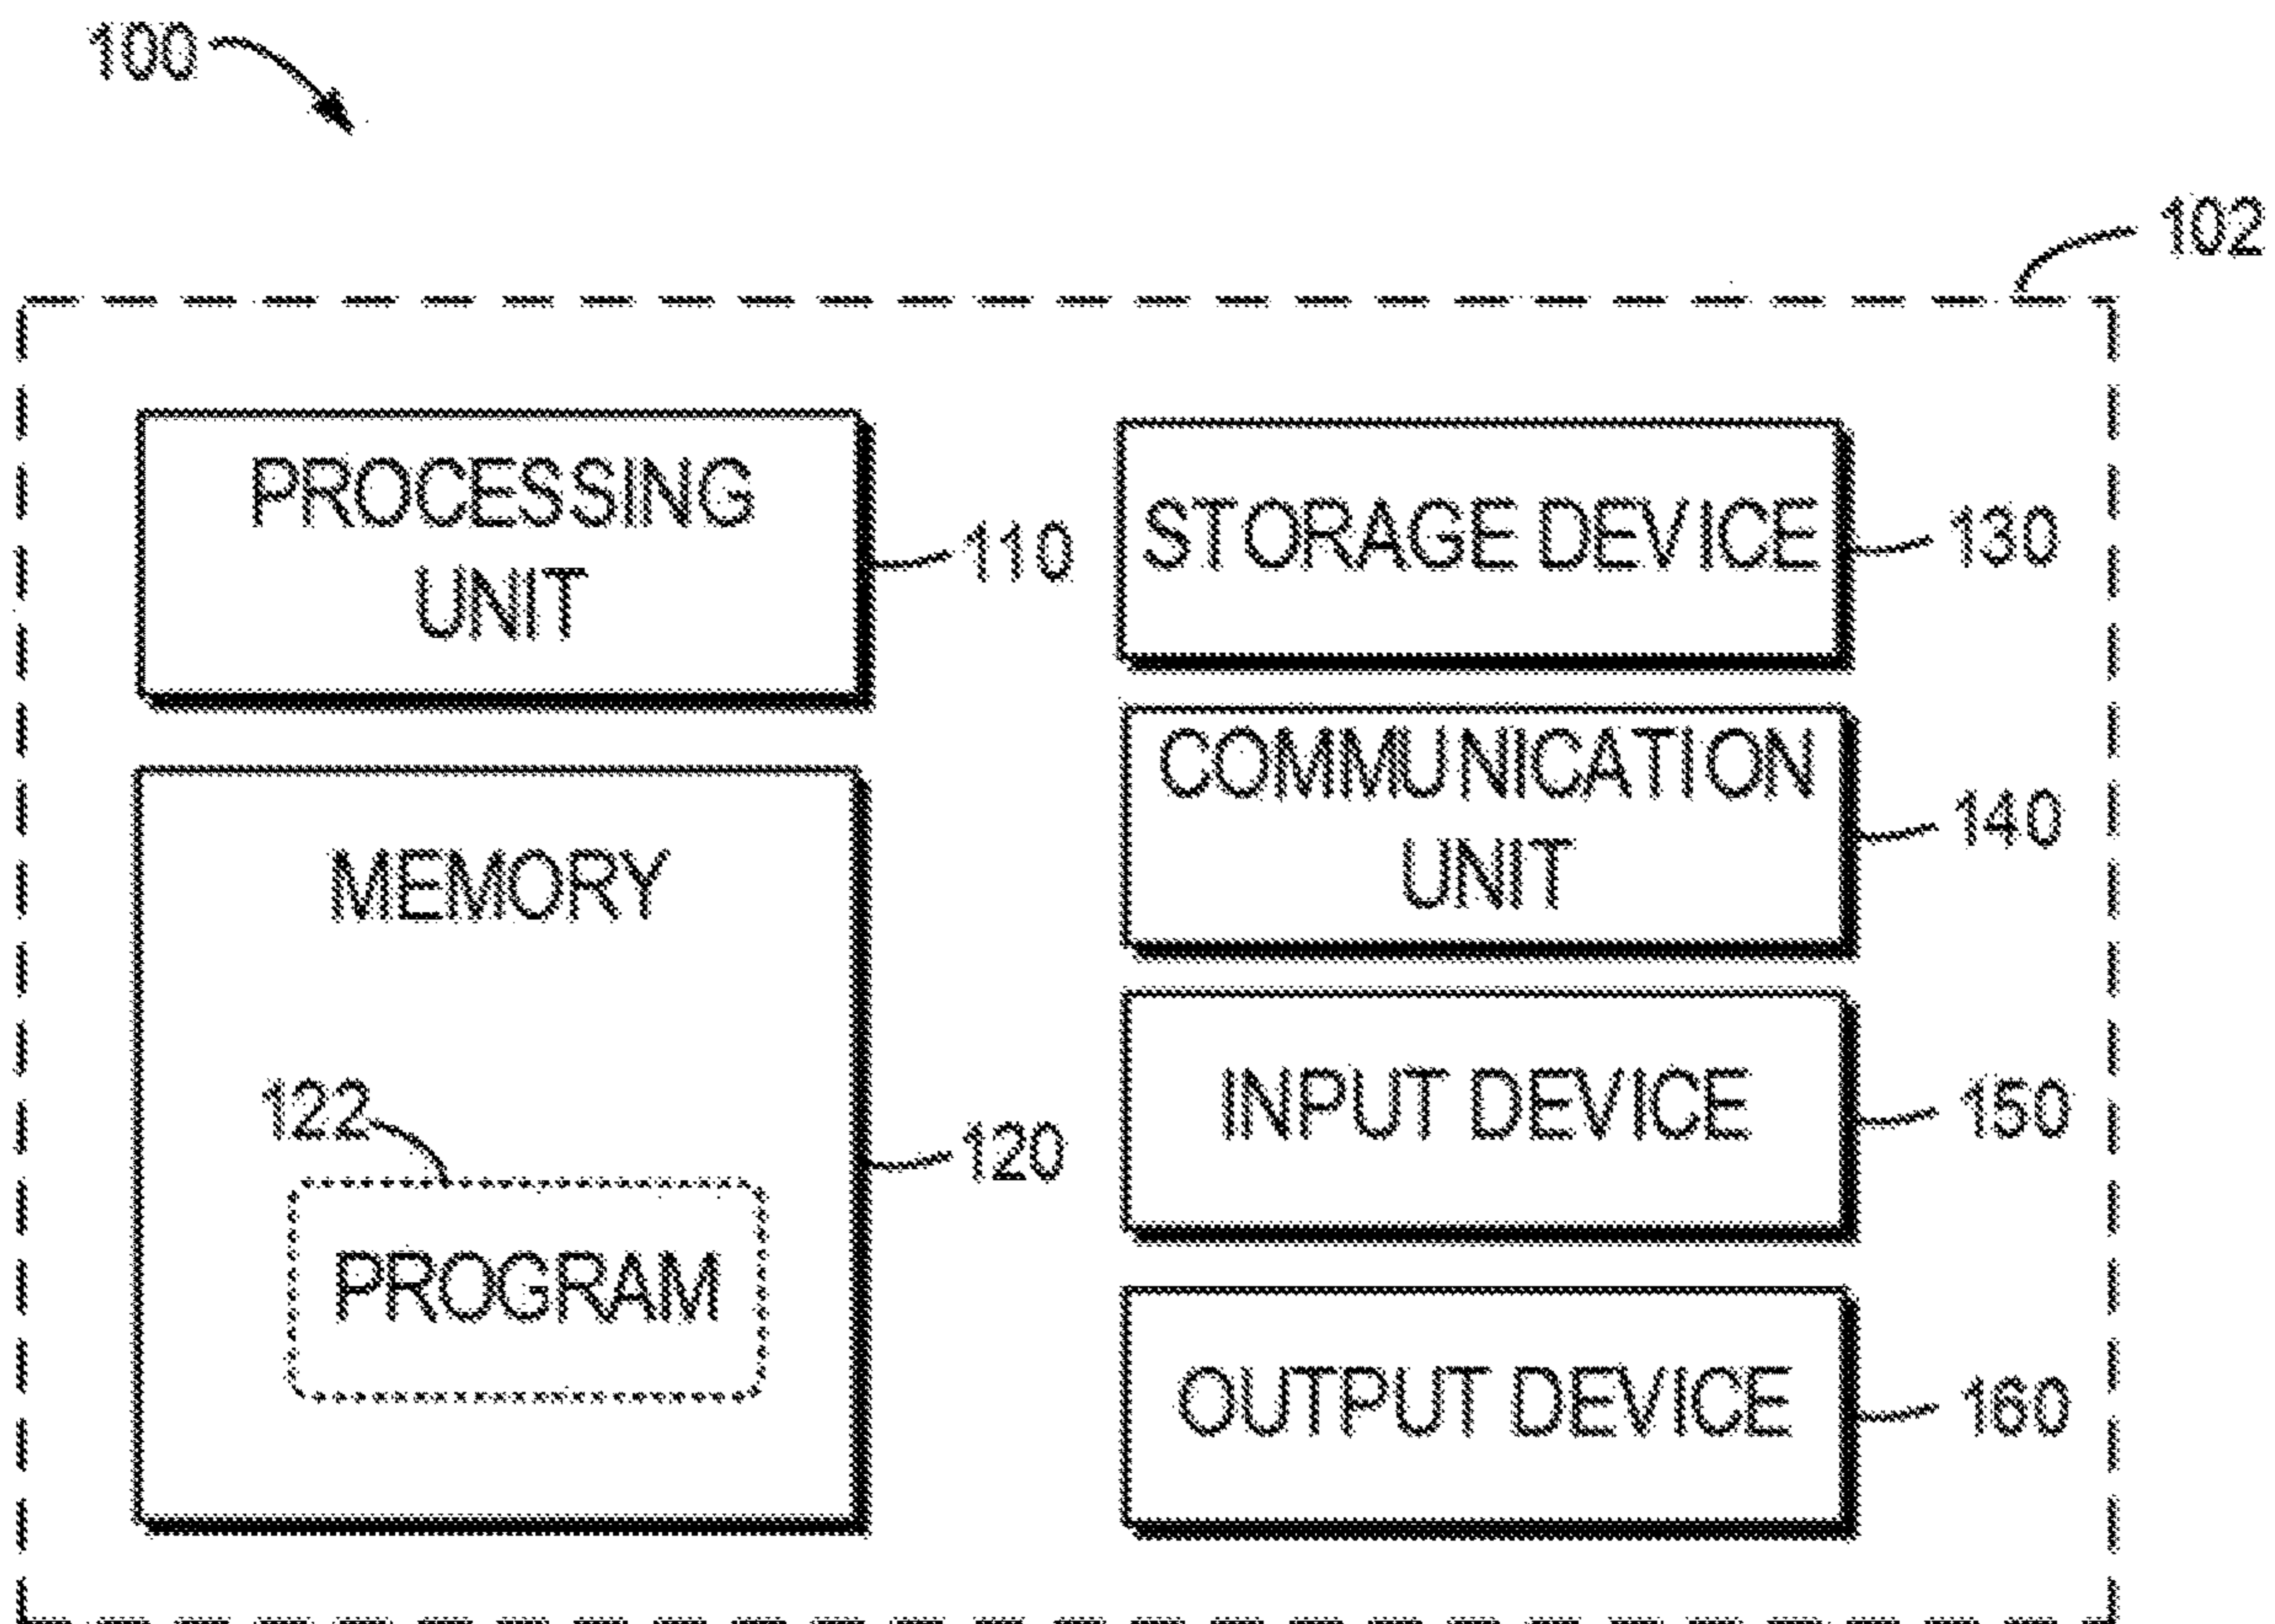 100
102
PROCESSING
UNIT
110
MEMORY
122
PROGRAM
120
STORAGE DEVICE
130
COMMUNICATION
UNIT
140
INPUT DEVICE
150
OUTPUT DEVICE
160